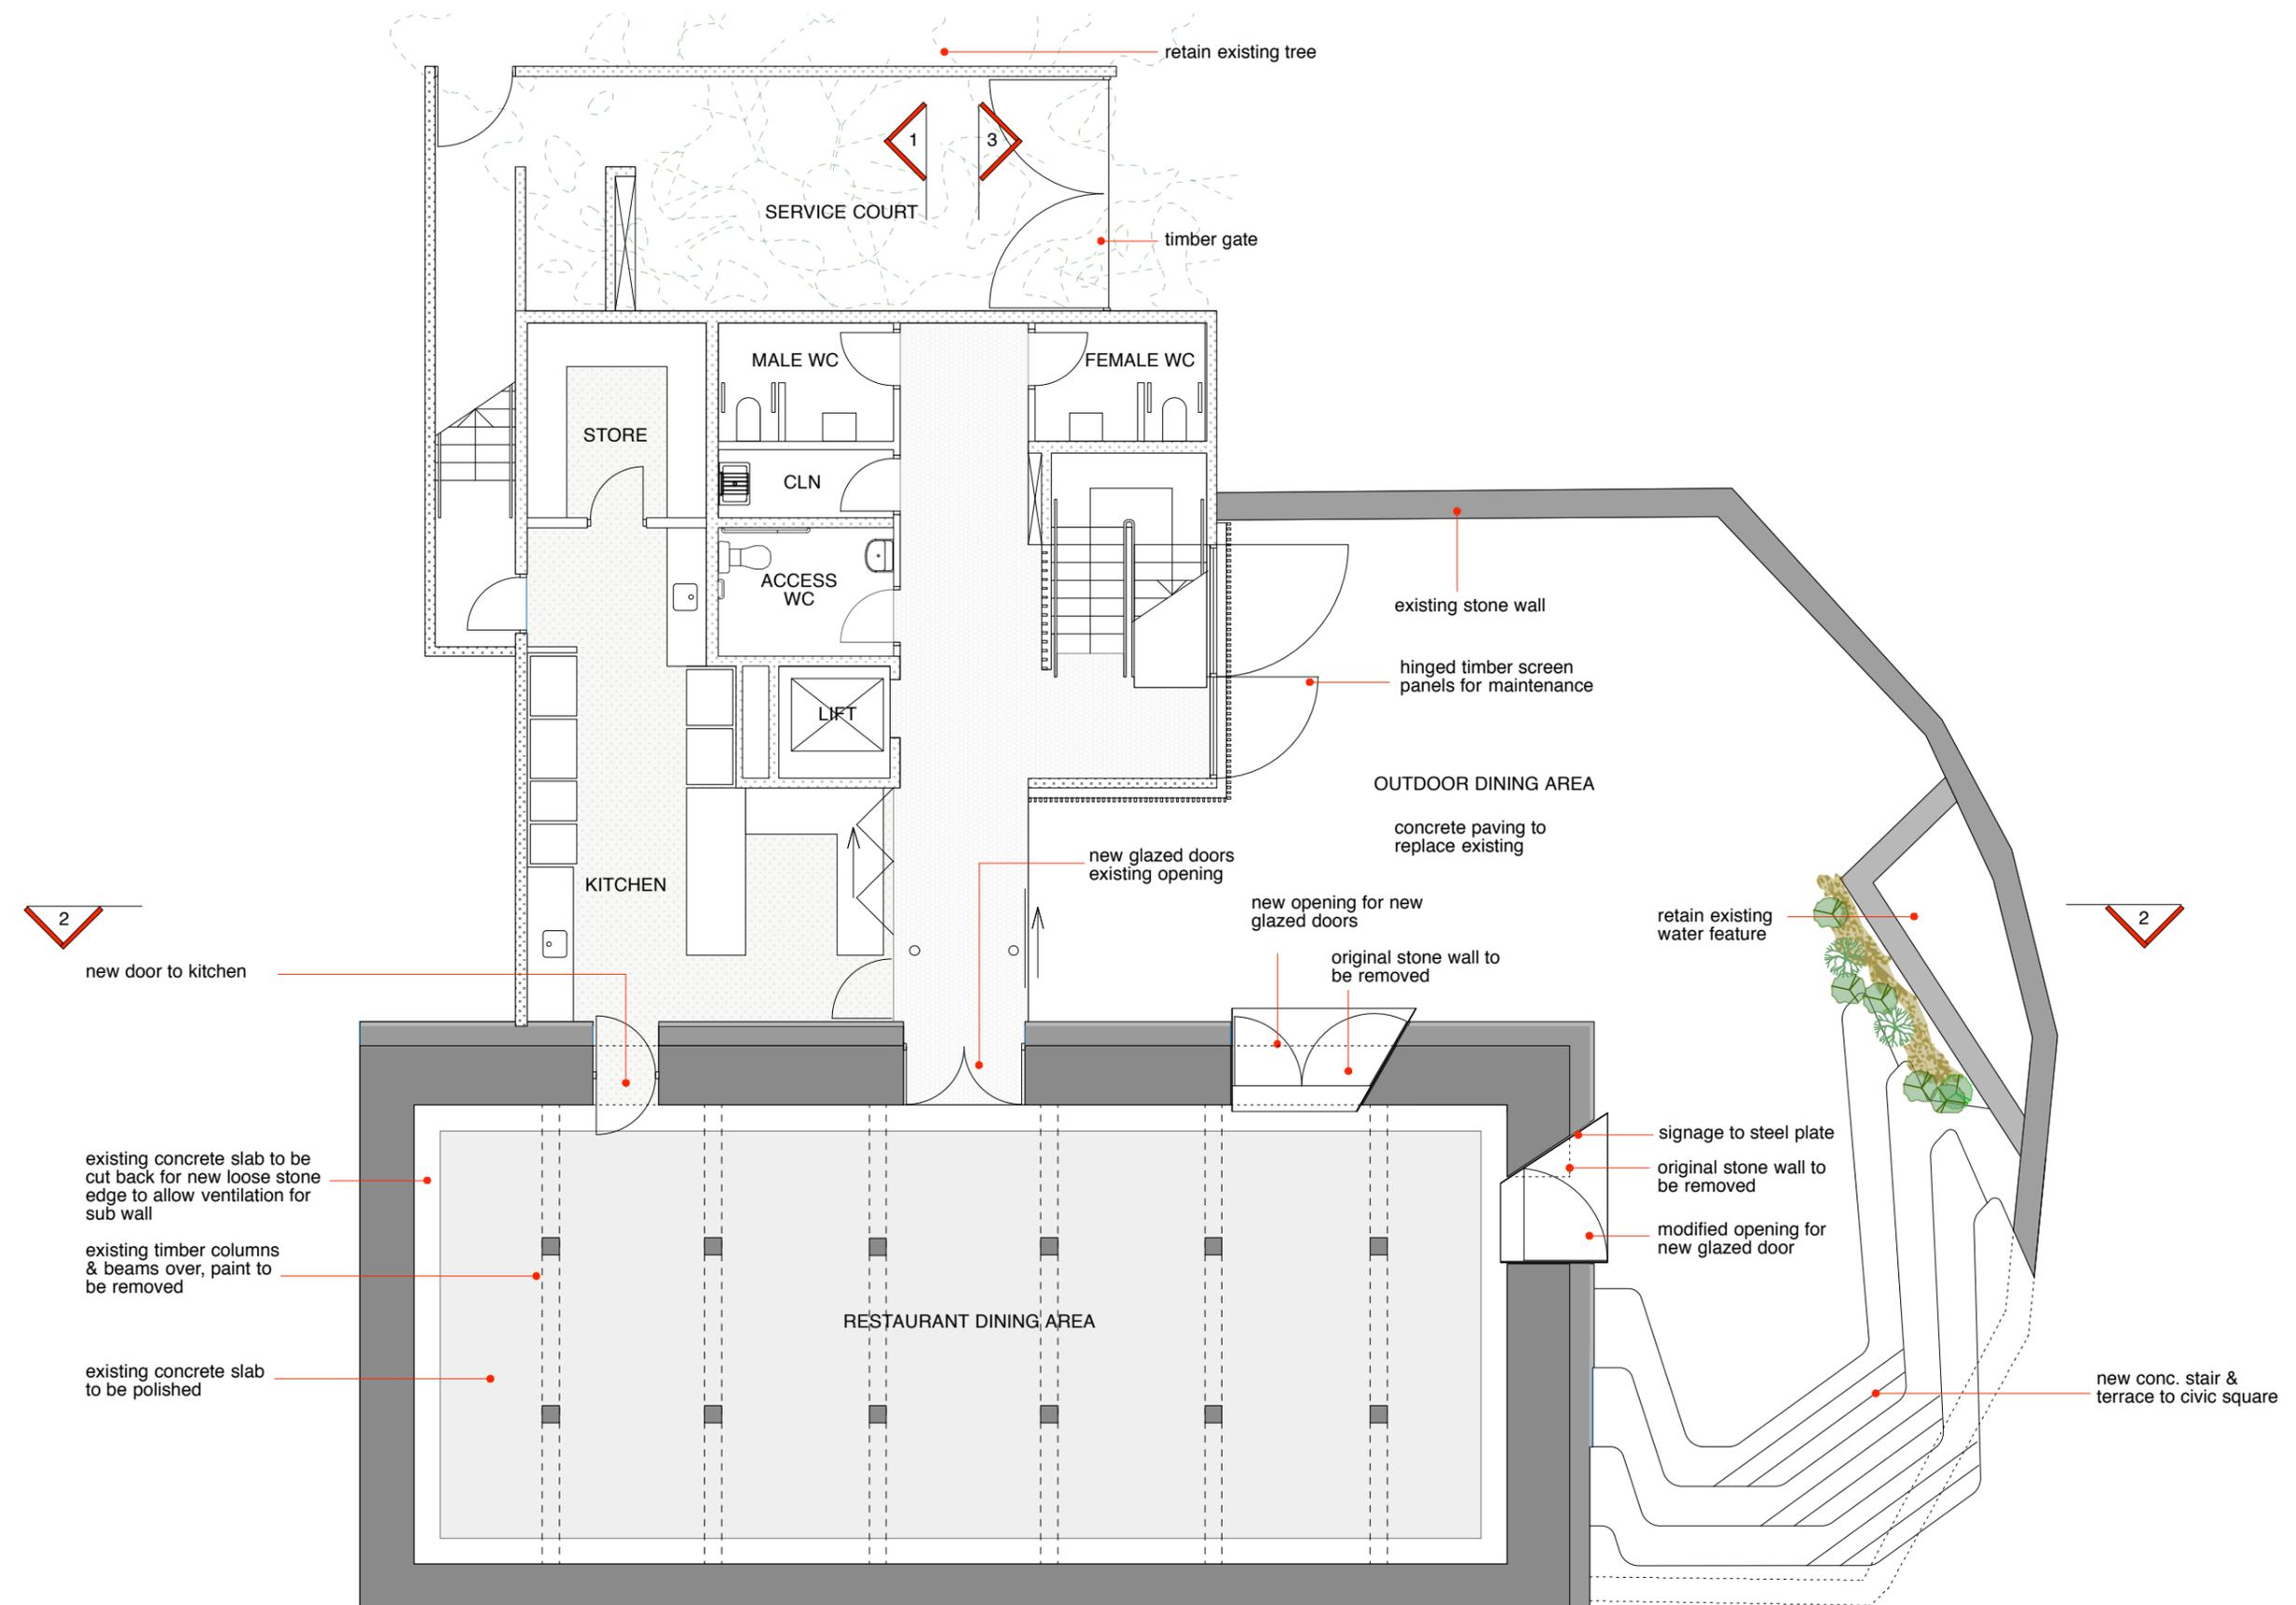 retain existing tree
1
3
SERVICE COURT
timber gate
MALE WC
FEMALE WC
STORE
CLN
ACCESS
WC
existing stone wall
hinged timber screen
panels for maintenance
LIFT
OUTDOOR DINING AREA
concrete paving to
replace existing
new glazed doors
existing opening
KITCHEN
new opening for new
glazed doors
retain existing
water feature
2
2
original stone wall to
be removed
new door to kitchen
signage to steel plate
existing concrete slab to be
cut back for new loose stone
edge to allow ventilation for
sub wall
original stone wall to
be removed
modified opening for
new glazed door
existing timber columns
& beams over, paint to
be removed
RESTAURANT DINING AREA
existing concrete slab
to be polished
new conc. stair &
terrace to civic square